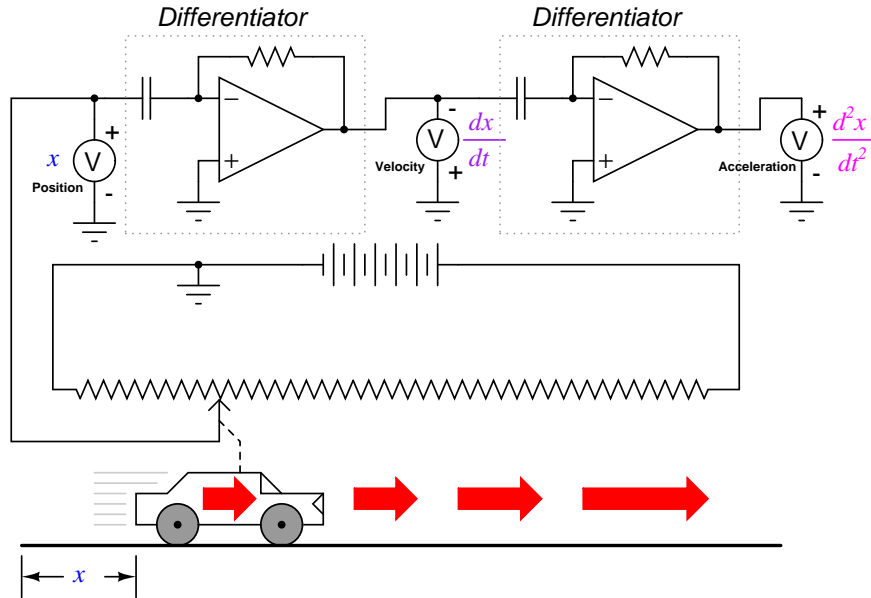 Differentiator
Differentiator
x
Position
+
V
-
−
+
Velocity
-
V
+
dx
dt
−
+
Acceleration
+
V
-
d²x
dt²
x